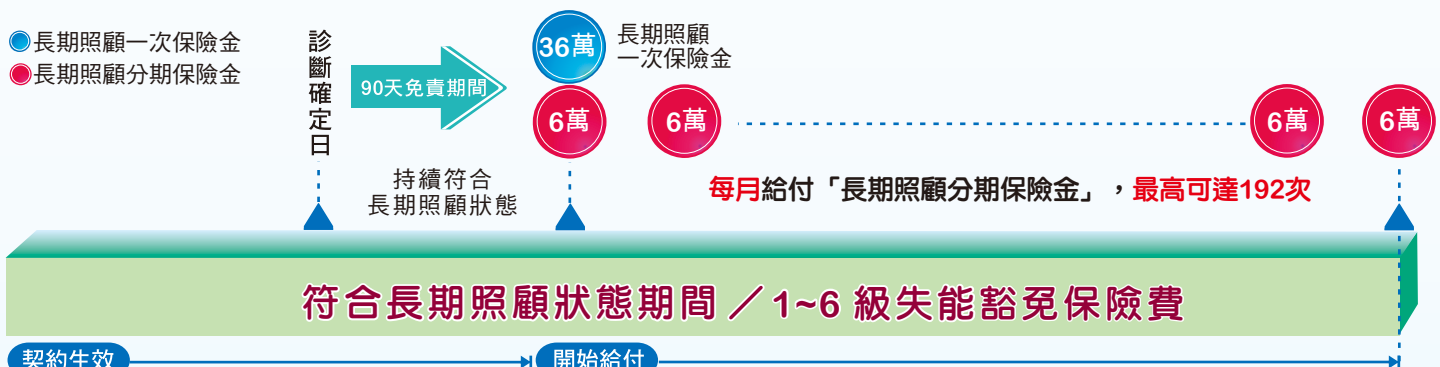 長期照顧一次保險金
長期照顧分期保險金
診斷確定日
90天免責期間
持續符合
長期照顧狀態
36萬
長期照顧
一次保險金
6萬
6萬
6萬
6萬
每月給付「長期照顧分期保險金」，最高可達192次
符合長期照顧狀態期間／1~6 級失能豁免保險費
契約生效
開始給付